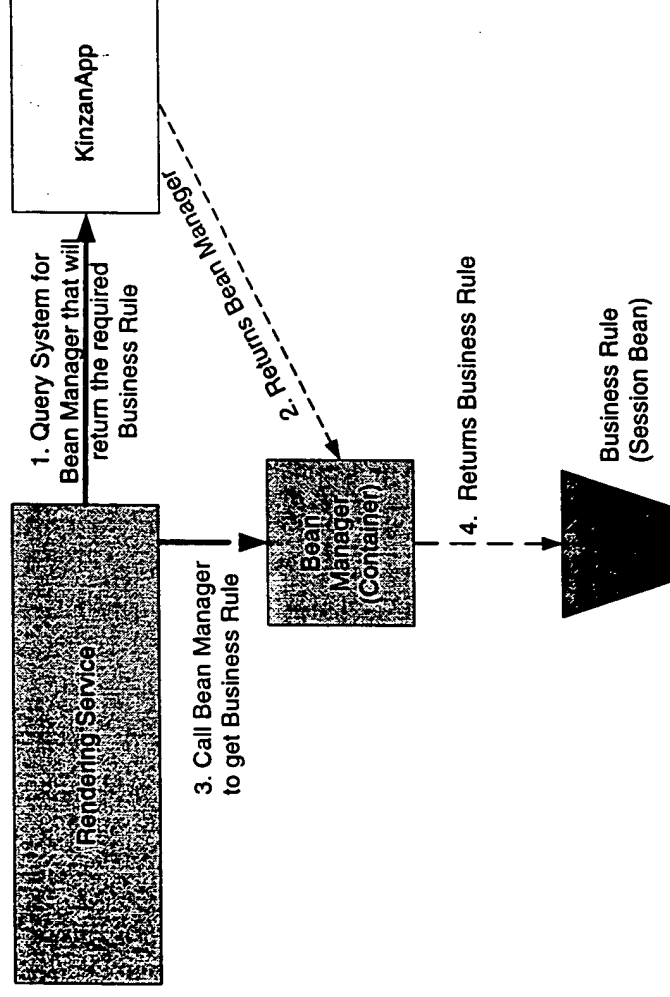 KinzanApp
1. Query System for
Bean Manager that will
return the required
Business Rule
2. Returns Bean Manager
Rendering Service
3. Call Bean Manager
to get Business Rule
Bean
Manager
(Container)
4. Returns Business Rule
Business Rule
(Session Bean)